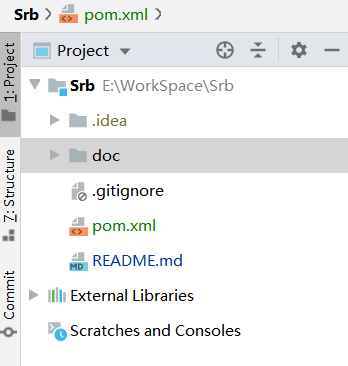 Srb pom.xml
1: Project
Project
Srb E:\WorkSpace\Srb
.idea
doc
.gitignore
pom.xml
README.md
External Libraries
Scratches and Consoles
7: Structure
Commit